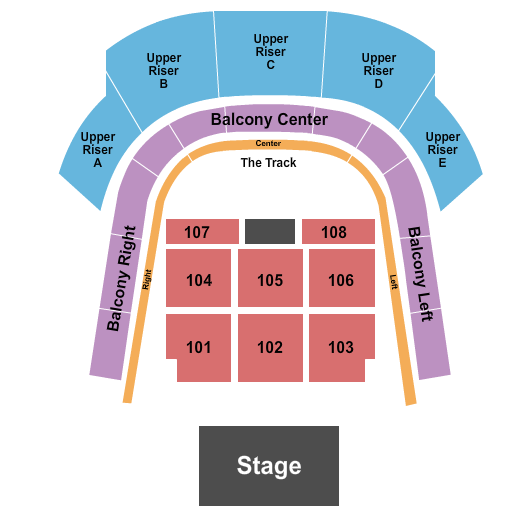 Upper
Riser
C
Upper
Riser
B
Upper
Riser
D
Upper
Riser
A
Upper
Riser
E
Balcony Center
Center
The Track
Balcony Right
Right
Left
Balcony Left
107
108
104
105
106
101
102
103
Stage